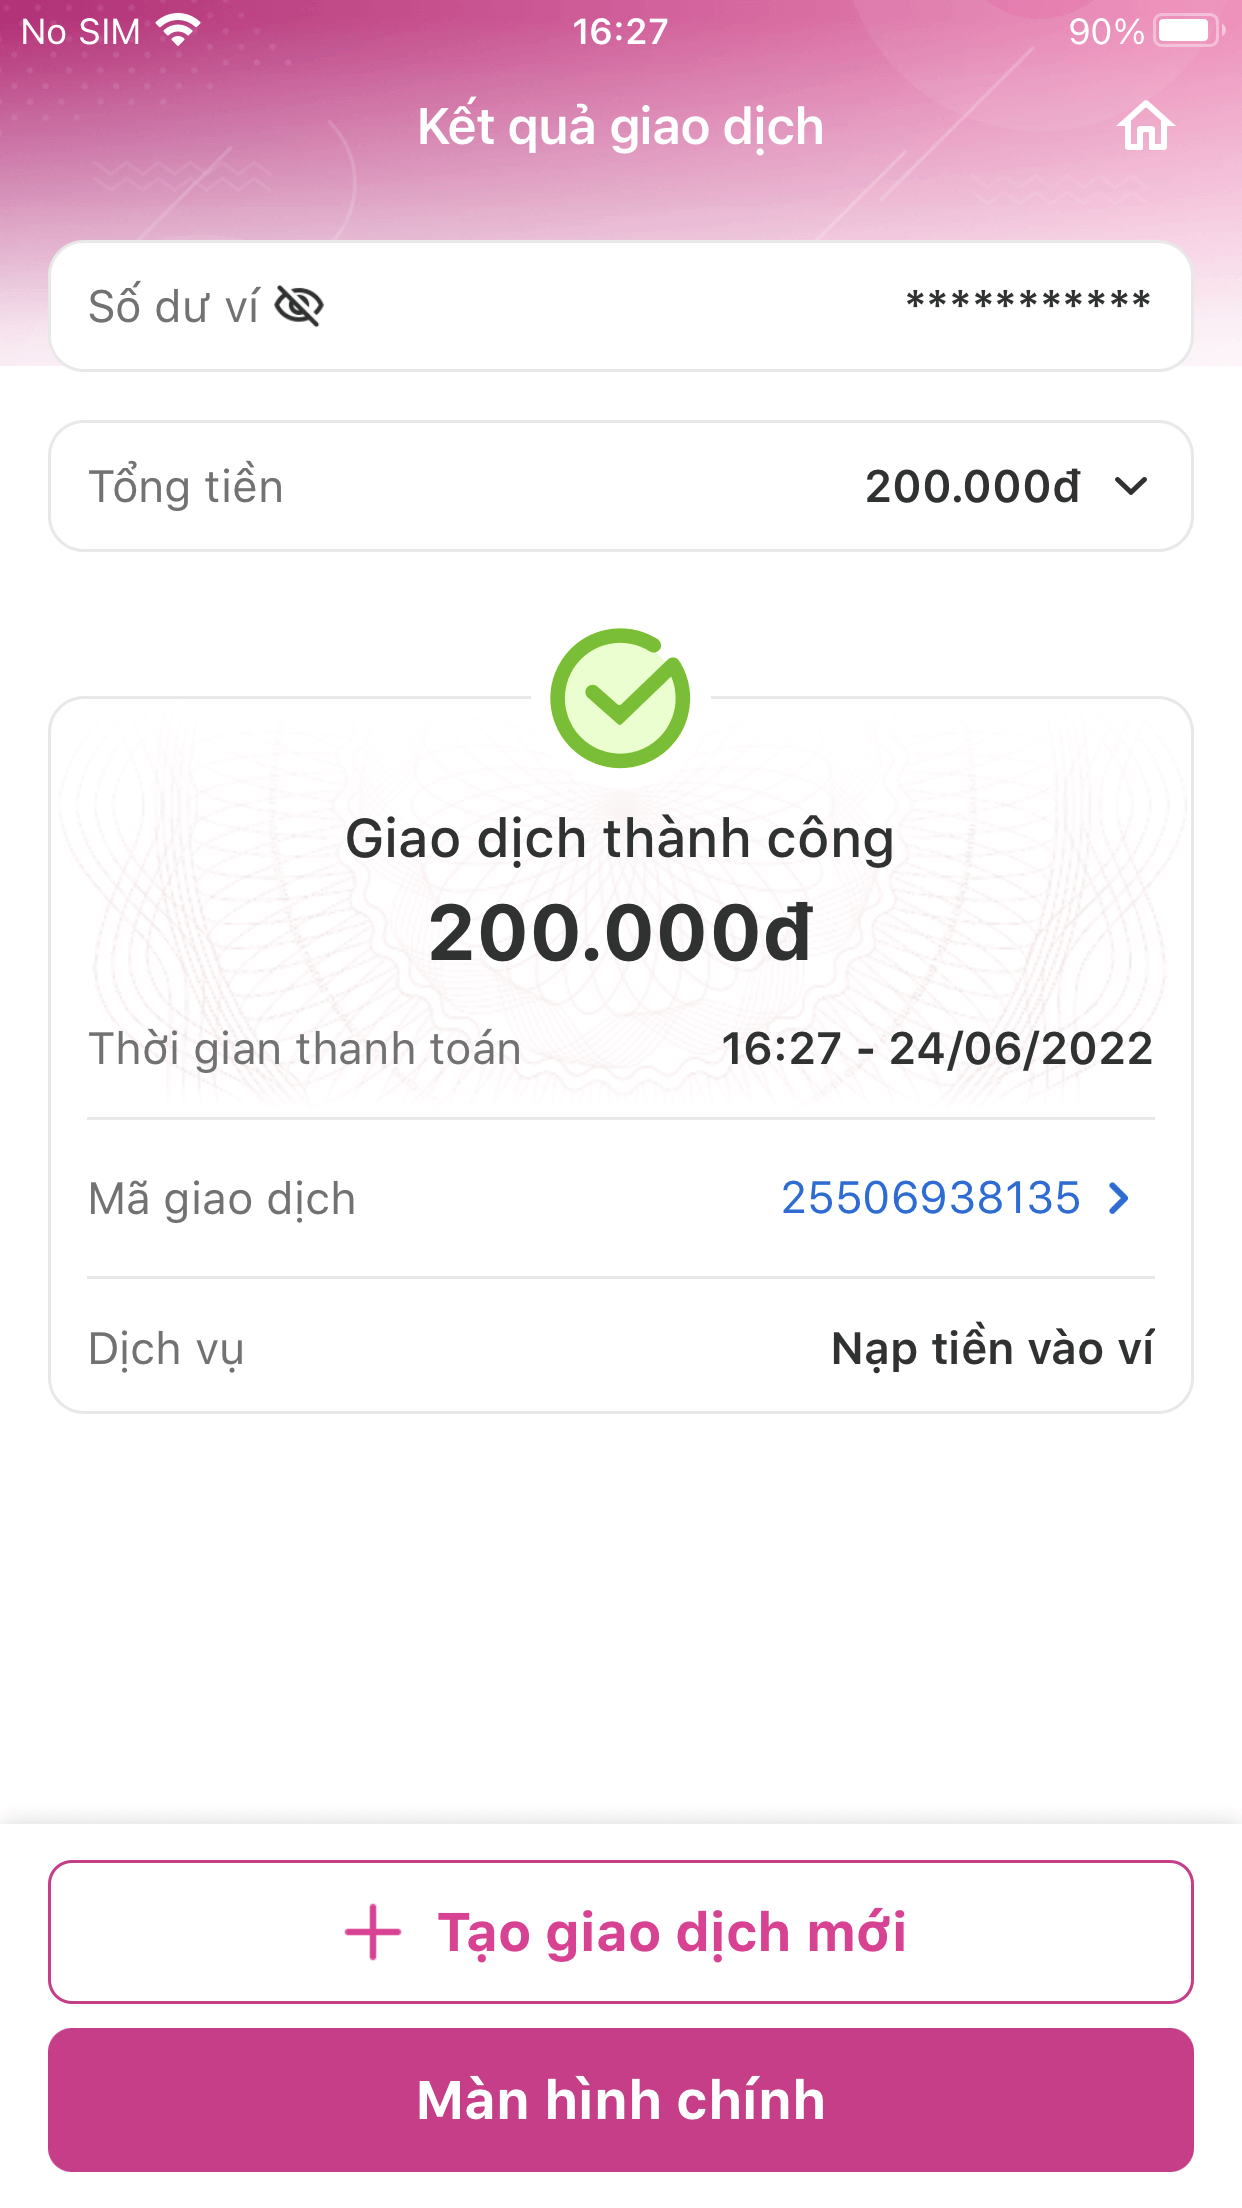 No SIM 16:27 90%
Kết quả giao dịch
Số dư ví ***********
Tổng tiền 200.000đ
Giao dịch thành công
200.000đ
Thời gian thanh toán 16:27 - 24/06/2022
Mã giao dịch 25506938135
Dịch vụ Nạp tiền vào ví
Tạo giao dịch mới
Màn hình chính